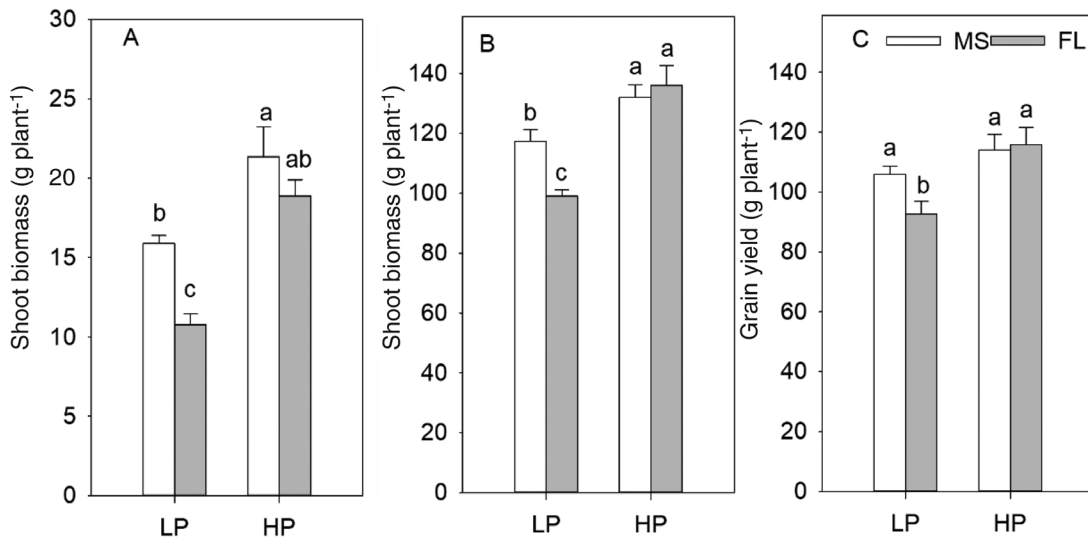 A
Shoot biomass (g plant-1)
30
25
20
15
10
5
0
b
c
a
ab
LP
HP
B
Shoot biomass (g plant-1)
140
120
100
80
60
40
20
0
b
c
a
a
LP
HP
C
MS
FL
Grain yield (g plant-1)
140
120
100
80
60
40
20
0
a
b
a
a
LP
HP